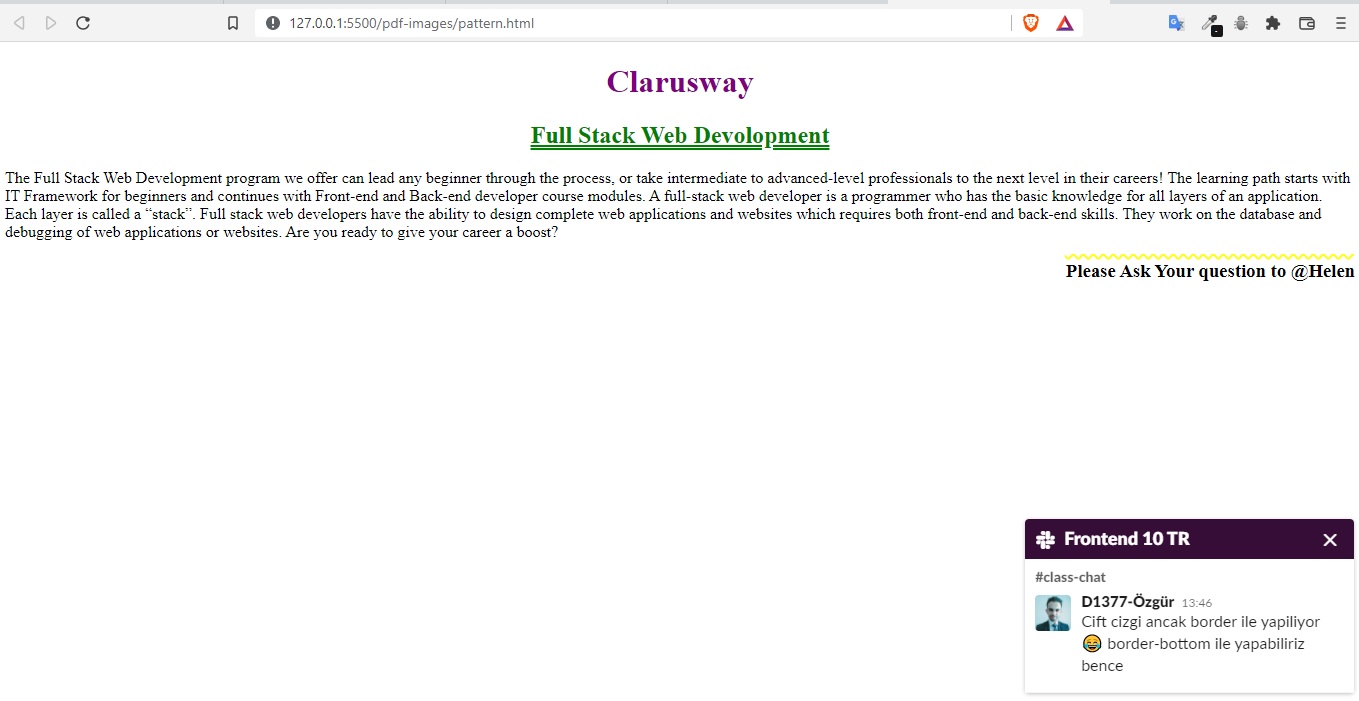 127.0.0.1:5500/pdf-images/pattern.html
Clarusway
Full Stack Web Devolopment
The Full Stack Web Development program we offer can lead any beginner through the process, or take intermediate to advanced-level professionals to the next level in their careers! The learning path starts with
IT Framework for beginners and continues with Front-end and Back-end developer course modules. A full-stack web developer is a programmer who has the basic knowledge for all layers of an application.
Each layer is called a “stack”. Full stack web developers have the ability to design complete web applications and websites which requires both front-end and back-end skills. They work on the database and
debugging of web applications or websites. Are you ready to give your career a boost?
Please Ask Your question to @Helen
Frontend 10 TR
#class-chat
D1377-Özgür 13:46
Cift cizgi ancak border ile yapiliyor
😂 border-bottom ile yapabiliriz
bence